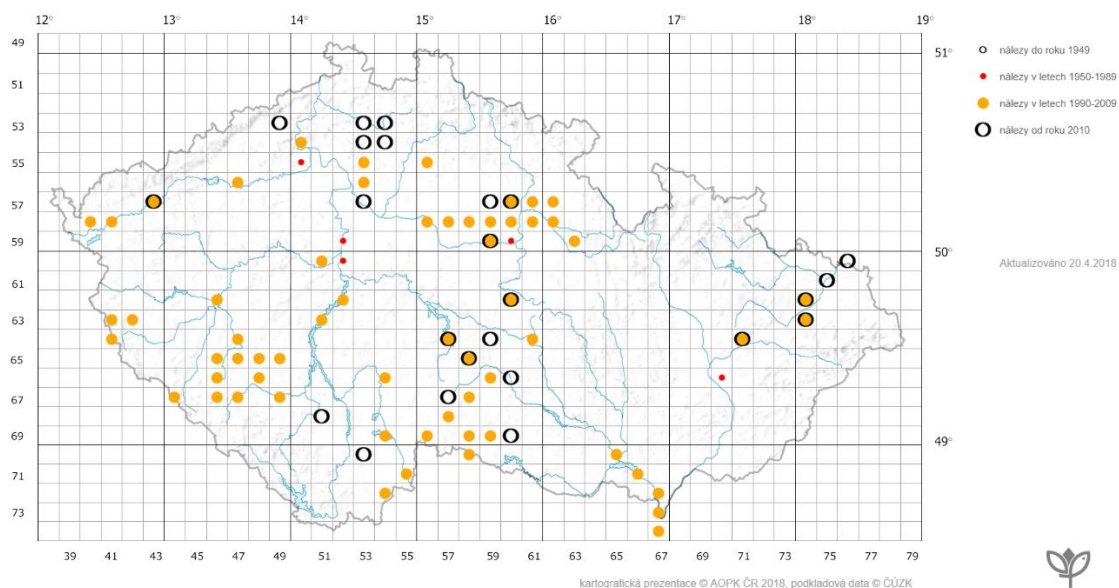 12° 13 14 15 16 17 18 19°
49 51°
51
53
55
57
59 50°
61
63
65
67
69 49°
71
73
39 41 43 45 47 49 51 53 55 57 59 61 63 65 67 69 71 73 75 77 79
nálezy do roku 1949
nálezy v letech 1950-1989
nálezy v letech 1990-2009
nálezy od roku 2010
Aktualizováno 20.4.2018
kartografická prezentace © AOPK ČR 2018, podkladová data © ČÚZK